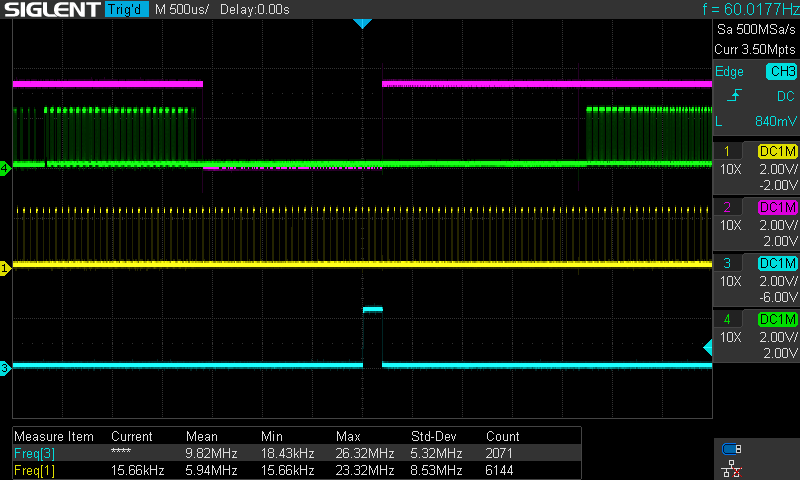 SIGLENT Trig'd M 500us/ Delay:0.00s f = 60.0177Hz
Sa 500MSa/s
Curr 3.50Mpts
Edge CH3
DC
L 840mV
1 DC1M
10X 2.00V/
-2.00V
2 DC1M
10X 2.00V/
2.00V
3 DC1M
10X 2.00V/
-6.00V
4 DC1M
10X 2.00V/
2.00V
4
1
3
Measure Item Current Mean Min Max Std-Dev Count
Freq[3] **** 9.82MHz 18.43kHz 26.32MHz 5.32MHz 2071
Freq[1] 15.66kHz 5.94MHz 15.66kHz 23.32MHz 8.53MHz 6144